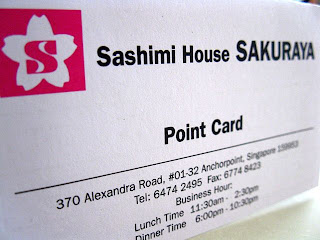 S
Sashimi House SAKURAYA
Point Card
370 Alexandra Road, #01-32 Anchorpoint, Singapore 159953
Tel: 6474 2495 Fax: 6774 8423
Business Hour:
Lunch Time 11:30am - 2:30pm
Dinner Time 6:00pm - 10:30pm